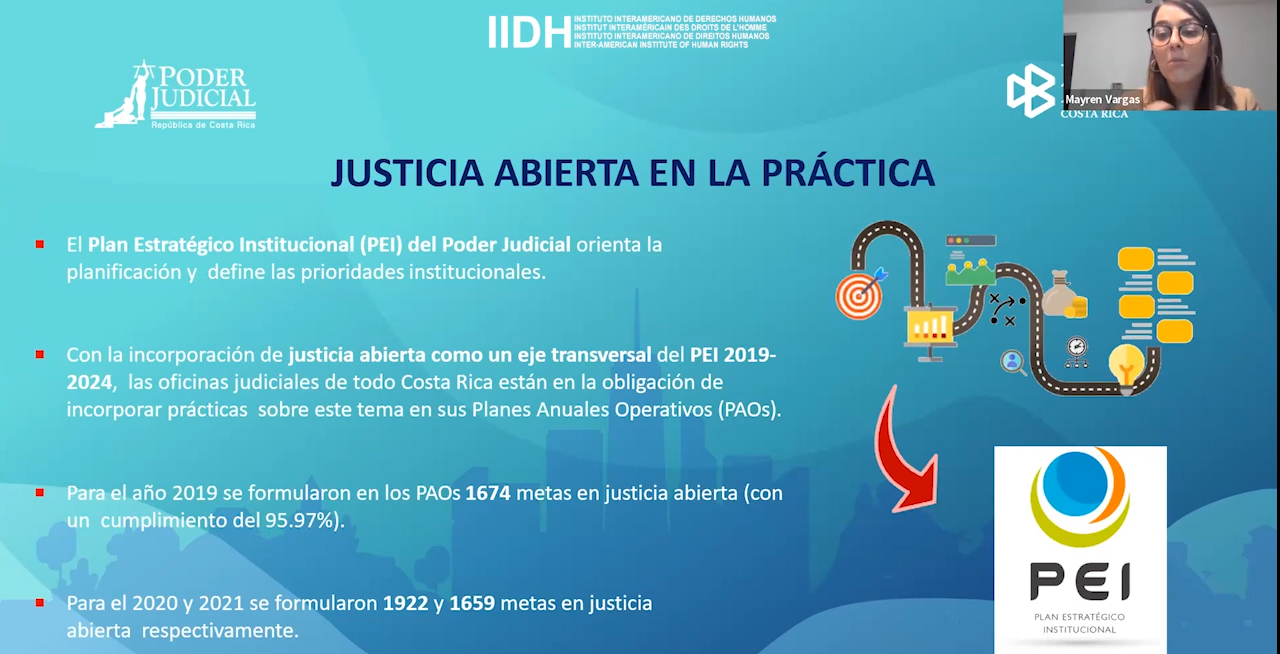 IIDH
INSTITUTO INTERAMERICANO DE DERECHOS HUMANOS
INSTITUT INTERAMÉRICAIN DES DROITS DE L'HOMME
INSTITUTO INTERAMERICANO DE DIREITOS HUMANOS
INTER-AMERICAN INSTITUTE OF HUMAN RIGHTS
PODER
JUDICIAL
República de Costa Rica
Mayren Vargas
COSTA RICA
JUSTICIA ABIERTA EN LA PRÁCTICA
El Plan Estratégico Institucional (PEI) del Poder Judicial orienta la
planificación y define las prioridades institucionales.
Con la incorporación de justicia abierta como un eje transversal del PEI 2019-
2024, las oficinas judiciales de todo Costa Rica están en la obligación de
incorporar prácticas sobre este tema en sus Planes Anuales Operativos (PAOs).
Para el año 2019 se formularon en los PAOs 1674 metas en justicia abierta (con
un cumplimiento del 95.97%).
Para el 2020 y 2021 se formularon 1922 y 1659 metas en justicia
abierta respectivamente.
PEI
PLAN ESTRATÉGICO
INSTITUCIONAL